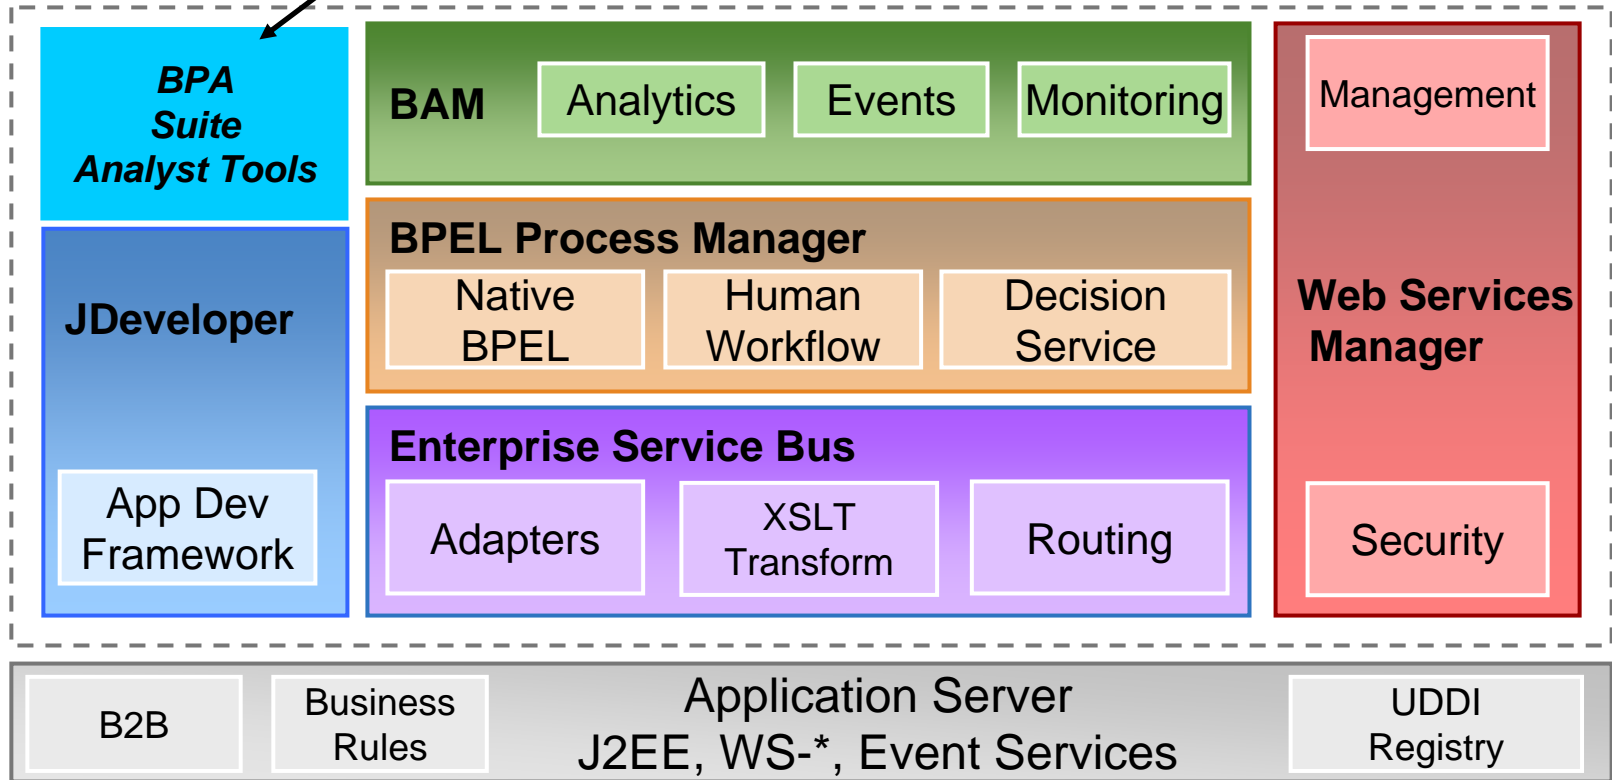 BPA
Suite
Analyst Tools
BAM
Analytics
Events
Monitoring
Management
BPEL Process Manager
Native
BPEL
Human
Workflow
Decision
Service
JDeveloper
Web Services
Manager
Enterprise Service Bus
App Dev
Framework
Adapters
XSLT
Transform
Routing
Security
B2B
Business
Rules
Application Server
J2EE, WS-*, Event Services
UDDI
Registry